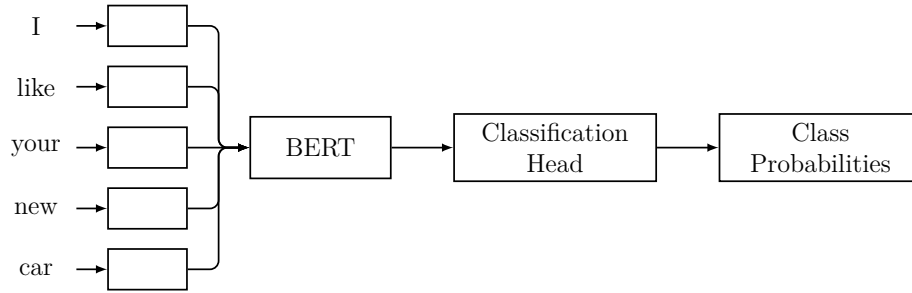 I
like
your
new
car
BERT
Classification
Head
Class
Probabilities